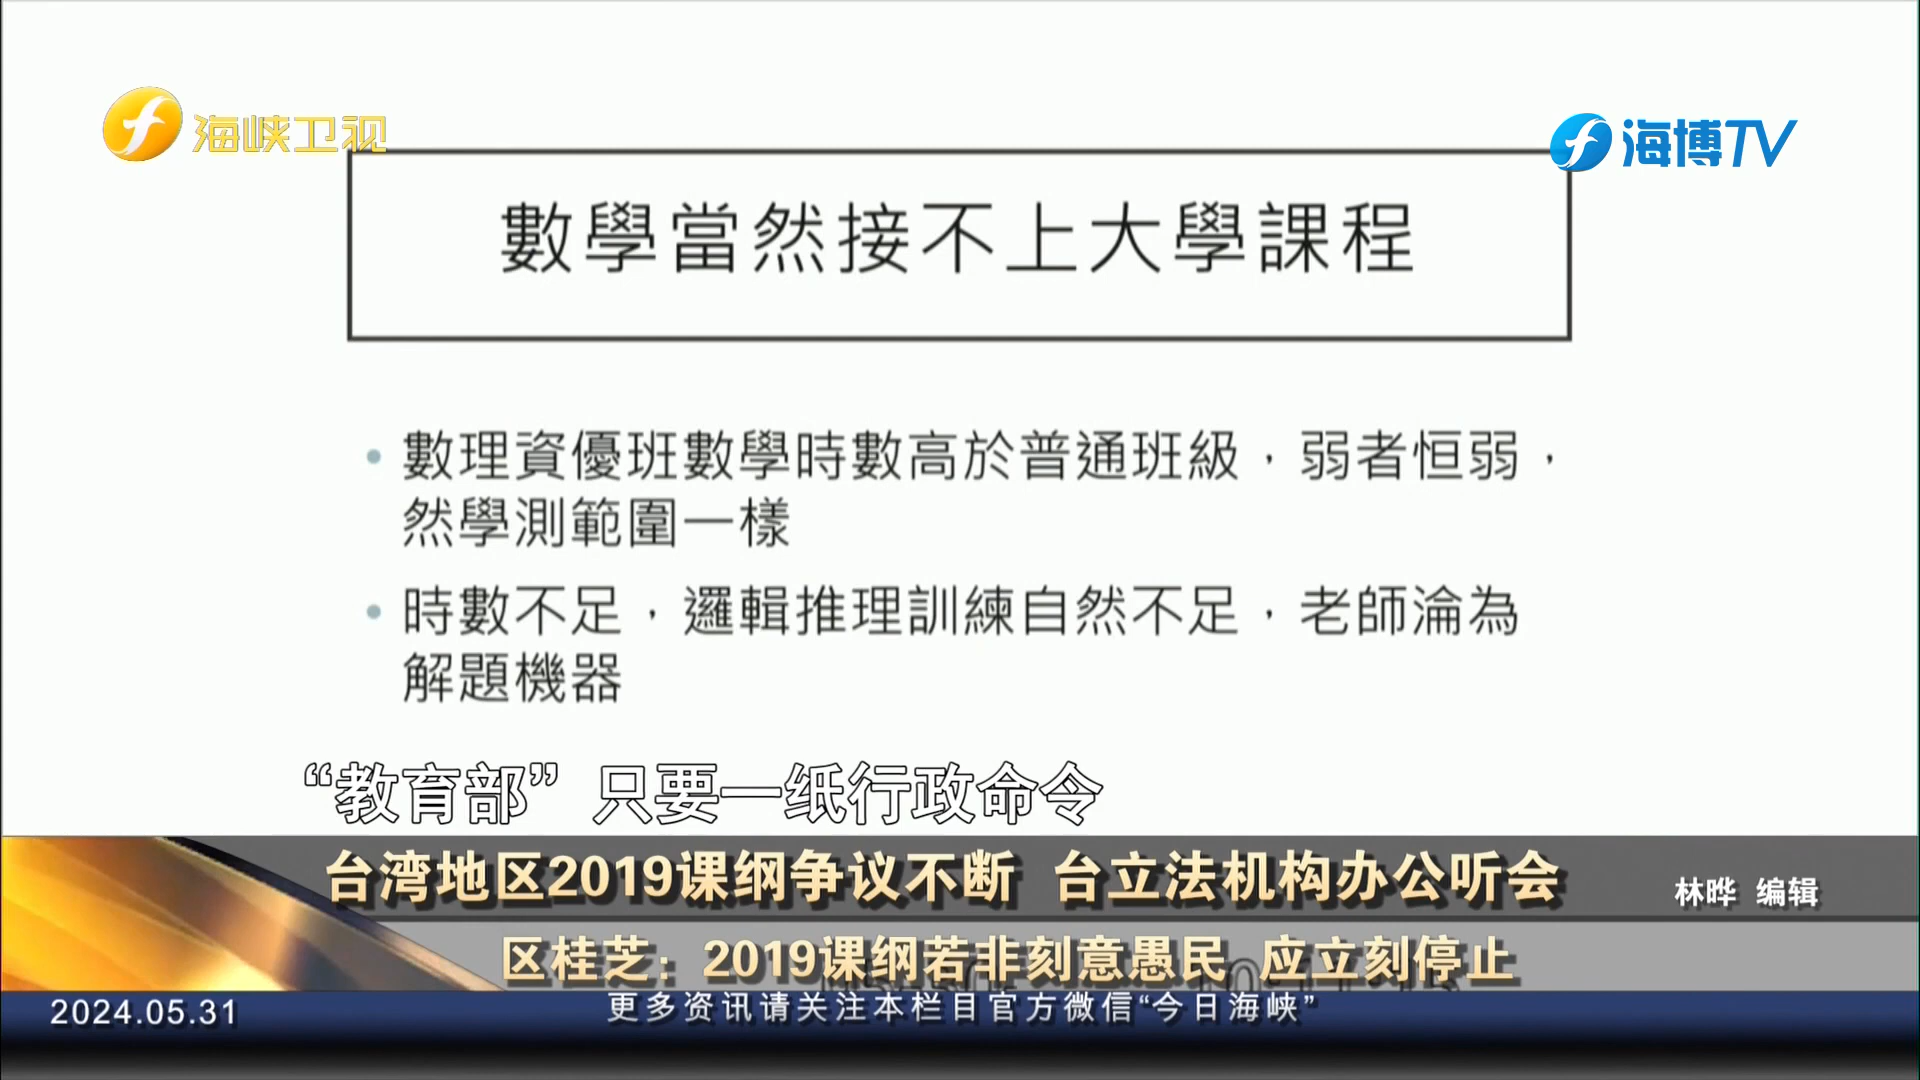 海峡卫视
海博TV
數學當然接不上大學課程
• 數理資優班數學時數高於普通班級，弱者恒弱，
然學測範圍一樣
• 時數不足，邏輯推理訓練自然不足，老師淪為
解題機器
“教育部” 只要一纸行政命令
台湾地区2019课纲争议不断 台立法机构办公听会
林晔 编辑
区桂芝：2019课纲若非刻意愚民 应立刻停止
2024.05.31
更多资讯请关注本栏目官方微信“今日海峡”